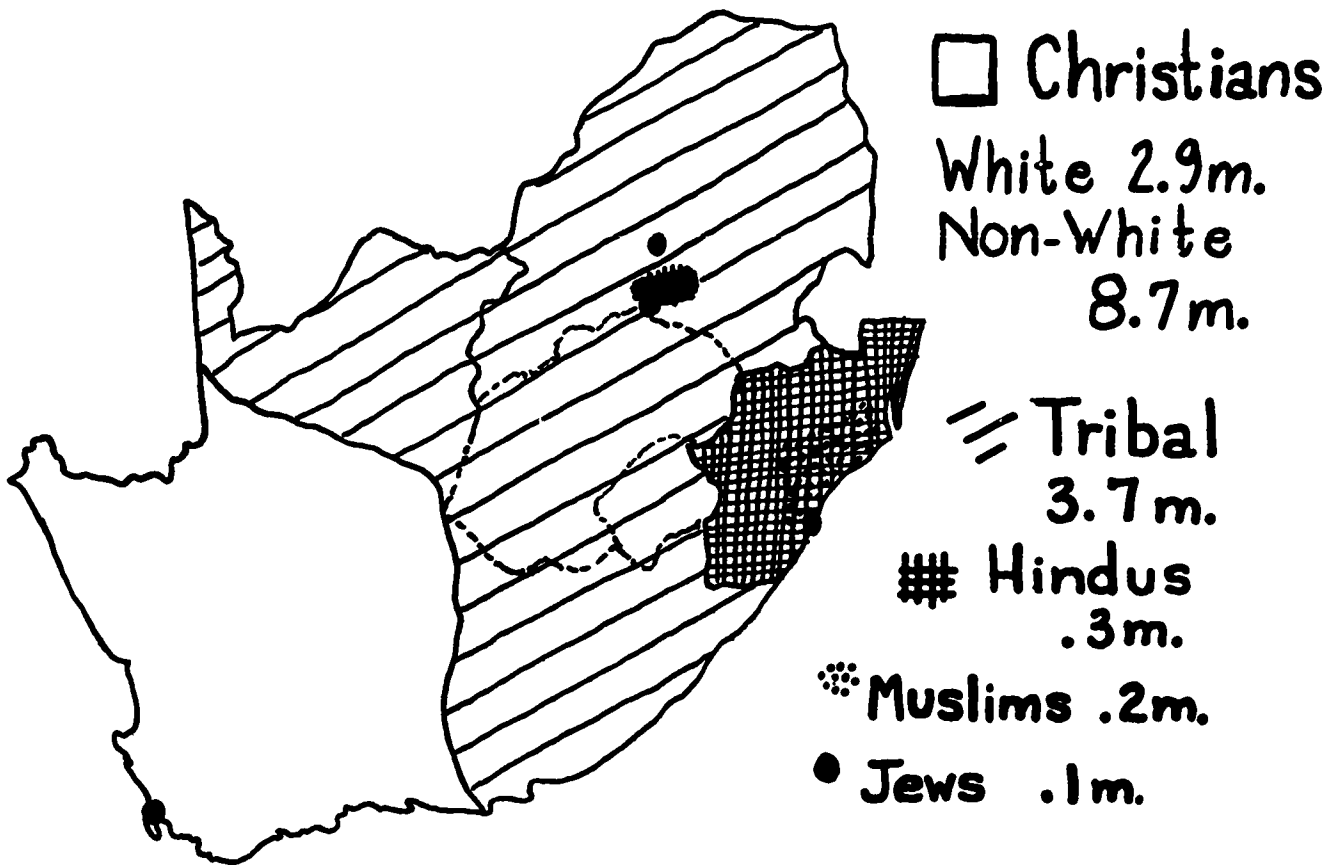 Christians
White 2.9m.
Non-White
8.7m.
Tribal
3.7m.
Hindus
.3m.
Muslims .2m.
Jews .1m.